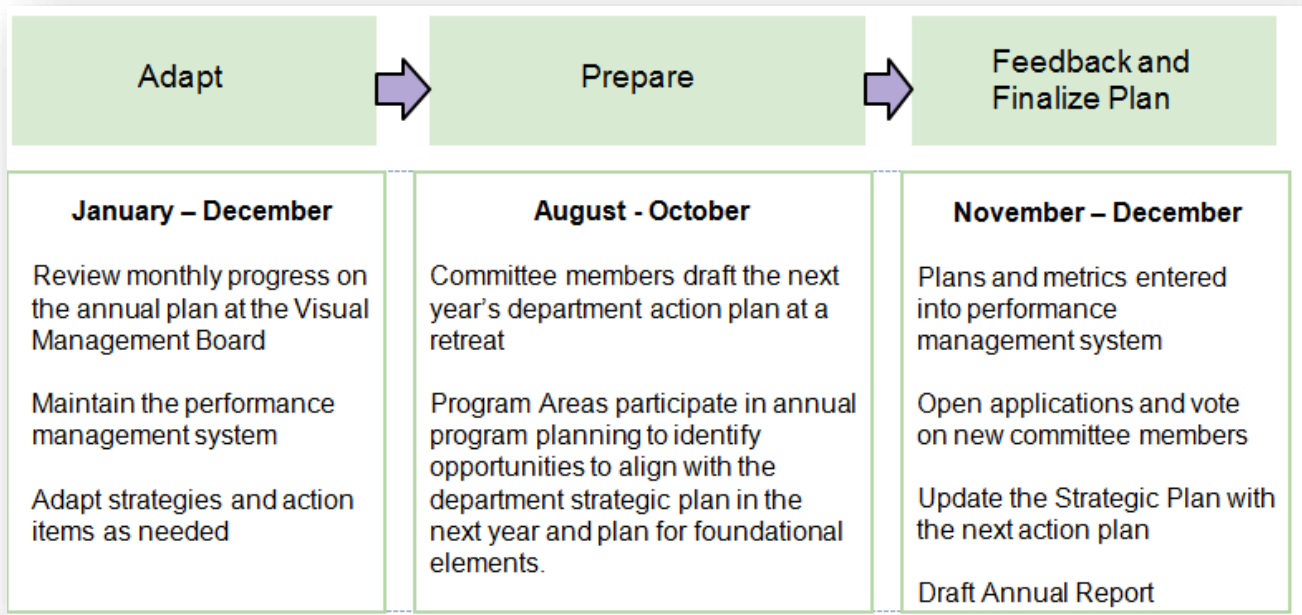 Adapt
Prepare
Feedback and
Finalize Plan
January – December
Review monthly progress on
the annual plan at the Visual
Management Board
Maintain the performance
management system
Adapt strategies and action
items as needed
August - October
Committee members draft the next
year's department action plan at a
retreat
Program Areas participate in annual
program planning to identify
opportunities to align with the
department strategic plan in the
next year and plan for foundational
elements.
November – December
Plans and metrics entered
into performance
management system
Open applications and vote
on new committee members
Update the Strategic Plan with
the next action plan
Draft Annual Report